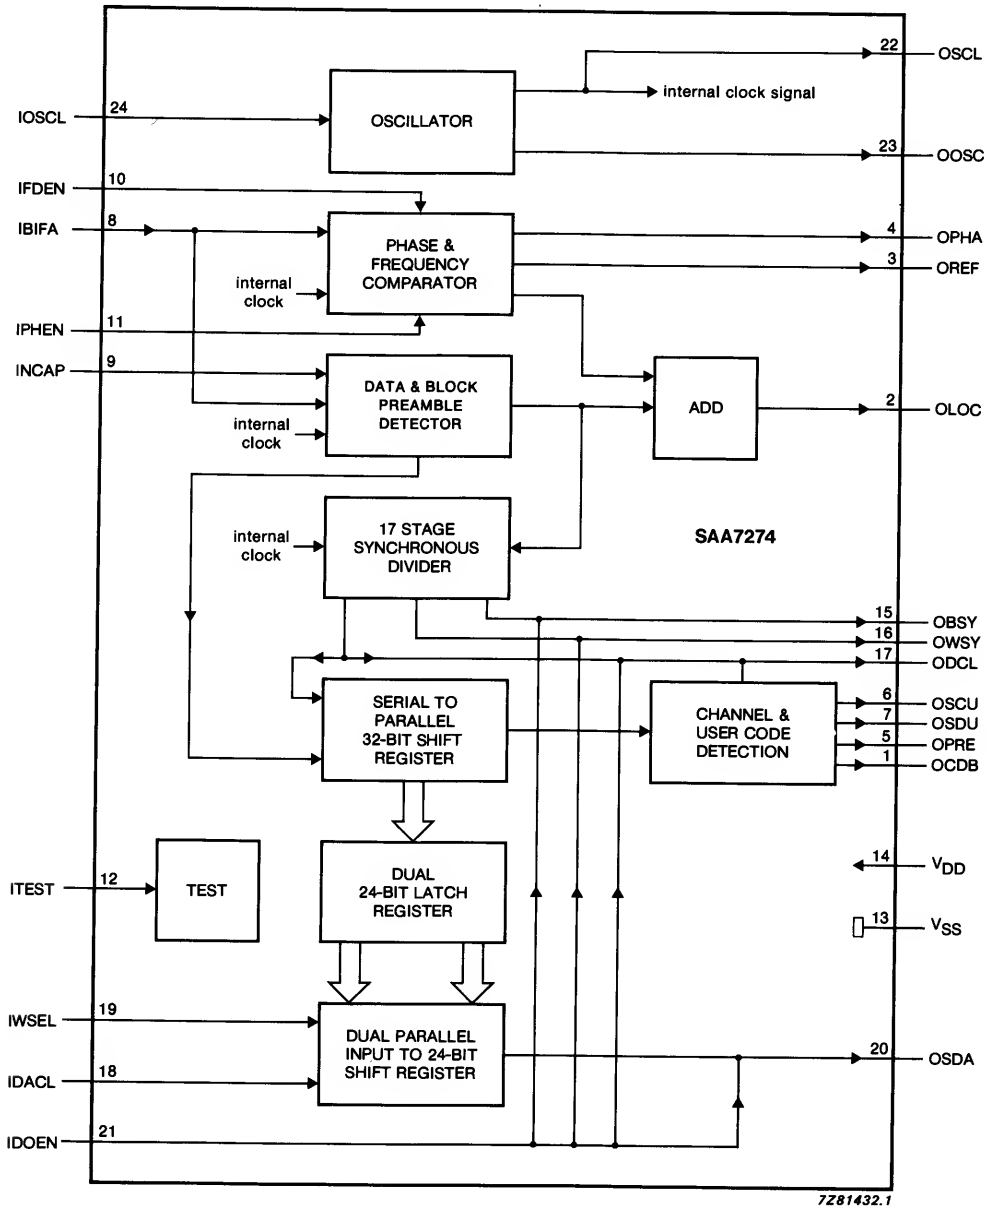 22
OSCL
internal clock signal
IOSCL
24
OSCILLATOR
23
OOSC
IFDEN
10
IBIFA
8
PHASE &
FREQUENCY
COMPARATOR
4
OPHA
3
OREF
internal
clock
IPHEN
11
INCAP
9
DATA & BLOCK
PREAMBLE
DETECTOR
ADD
2
OLOC
internal
clock
17 STAGE
SYNCHRONOUS
DIVIDER
internal
clock
SAA7274
15
OBSY
16
OWSY
17
ODCL
SERIAL TO
PARALLEL
32-BIT SHIFT
REGISTER
CHANNEL &
USER CODE
DETECTION
6
OSCU
7
OSDU
5
OPRE
1
OCDB
14
VDD
13
VSS
ITEST
12
TEST
DUAL
24-BIT LATCH
REGISTER
IWSEL
19
DUAL PARALLEL
INPUT TO 24-BIT
SHIFT REGISTER
20
OSDA
IDACL
18
IDOEN
21
7Z81432.1